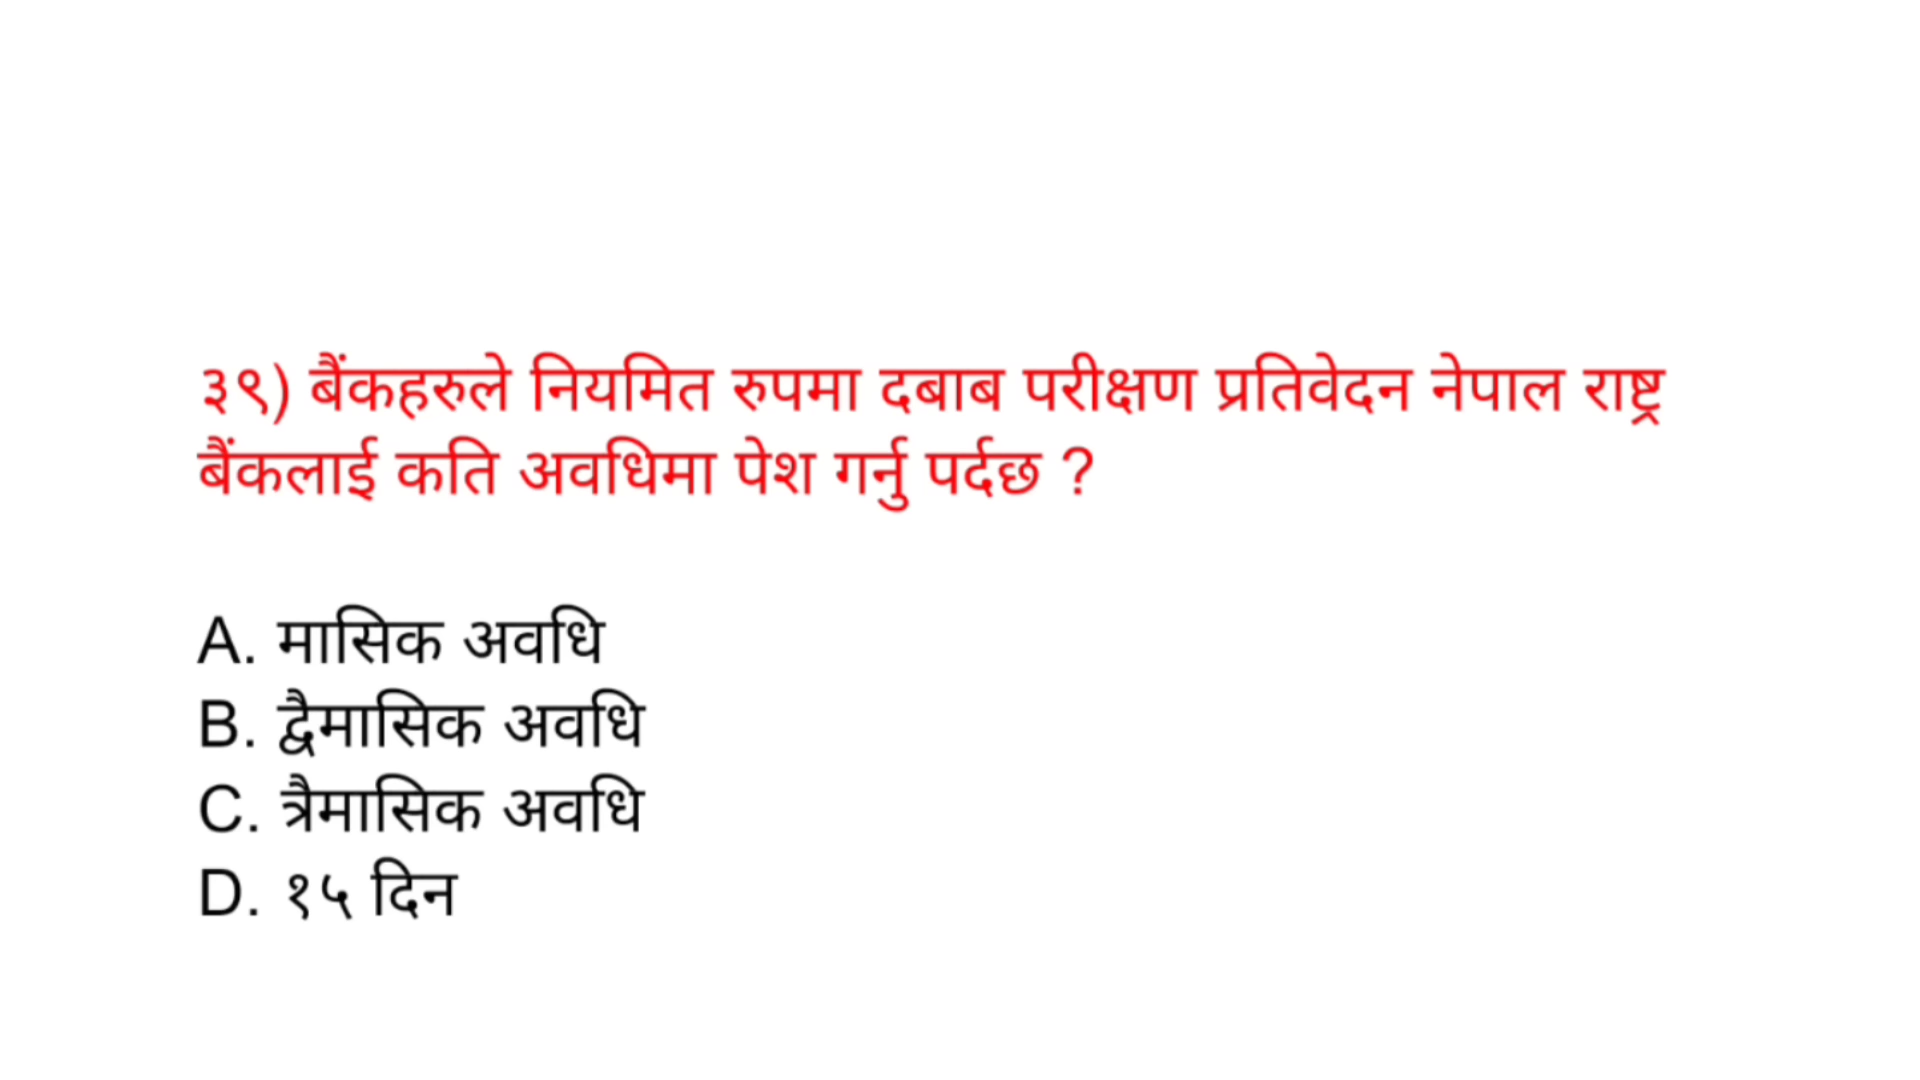 ३९) बैंकहरुले नियमित रुपमा दबाब परीक्षण प्रतिवेदन नेपाल राष्ट्र
बैंकलाई कति अवधिमा पेश गर्नु पर्दछ ?
A. मासिक अवधि
B. द्वैमासिक अवधि
C. त्रैमासिक अवधि
D. १५ दिन